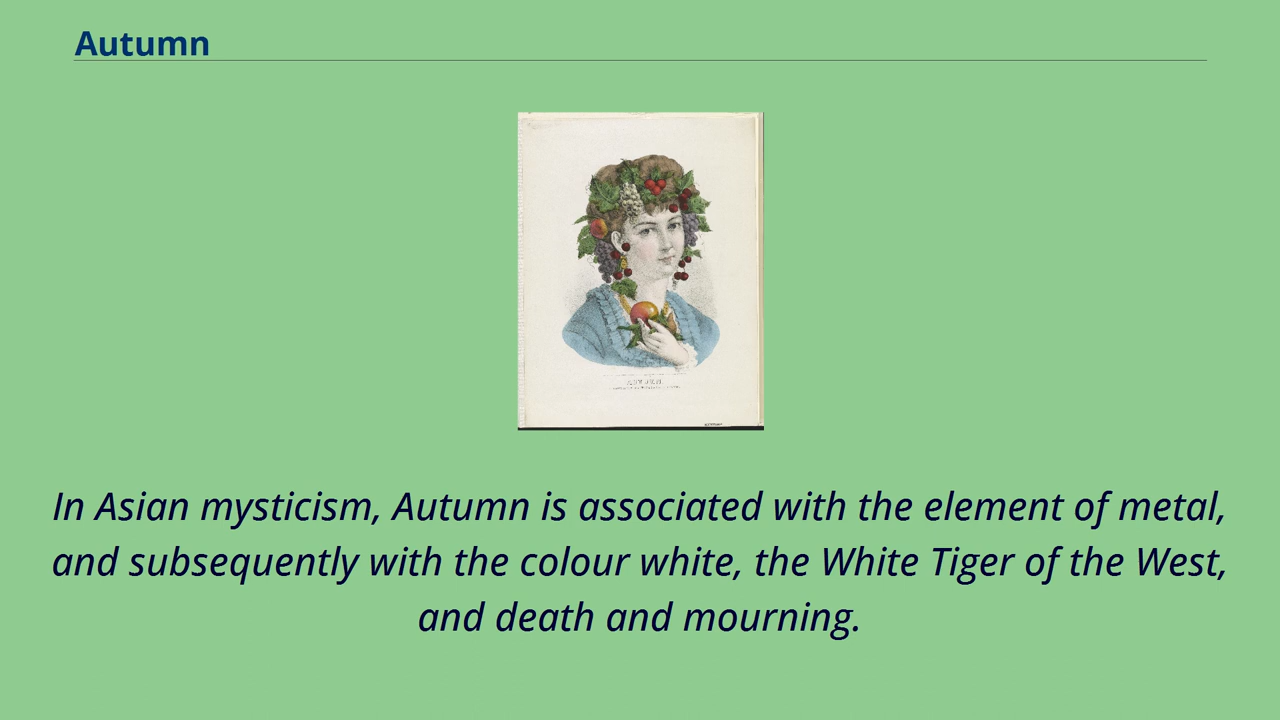 Autumn
AUTUMN.
In Asian mysticism, Autumn is associated with the element of metal,
and subsequently with the colour white, the White Tiger of the West,
and death and mourning.